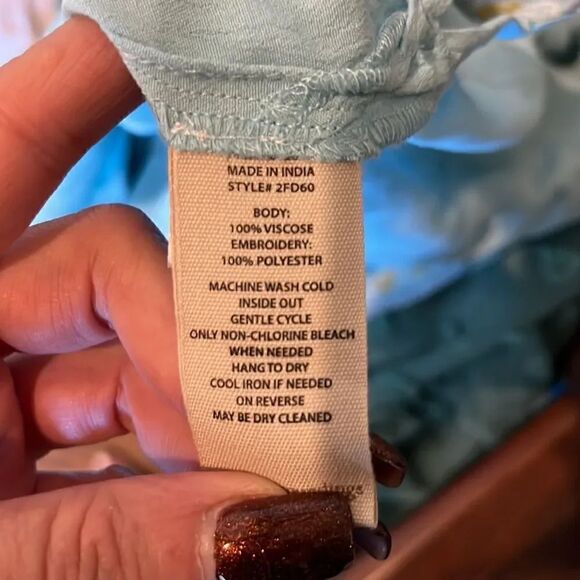 MADE IN INDIA
STYLE# 2FD60
BODY:
100% VISCOSE
EMBROIDERY:
100% POLYESTER
MACHINE WASH COLD
INSIDE OUT
GENTLE CYCLE
ONLY NON-CHLORINE BLEACH
WHEN NEEDED
HANG TO DRY
COOL IRON IF NEEDED
ON REVERSE
MAY BE DRY CLEANED